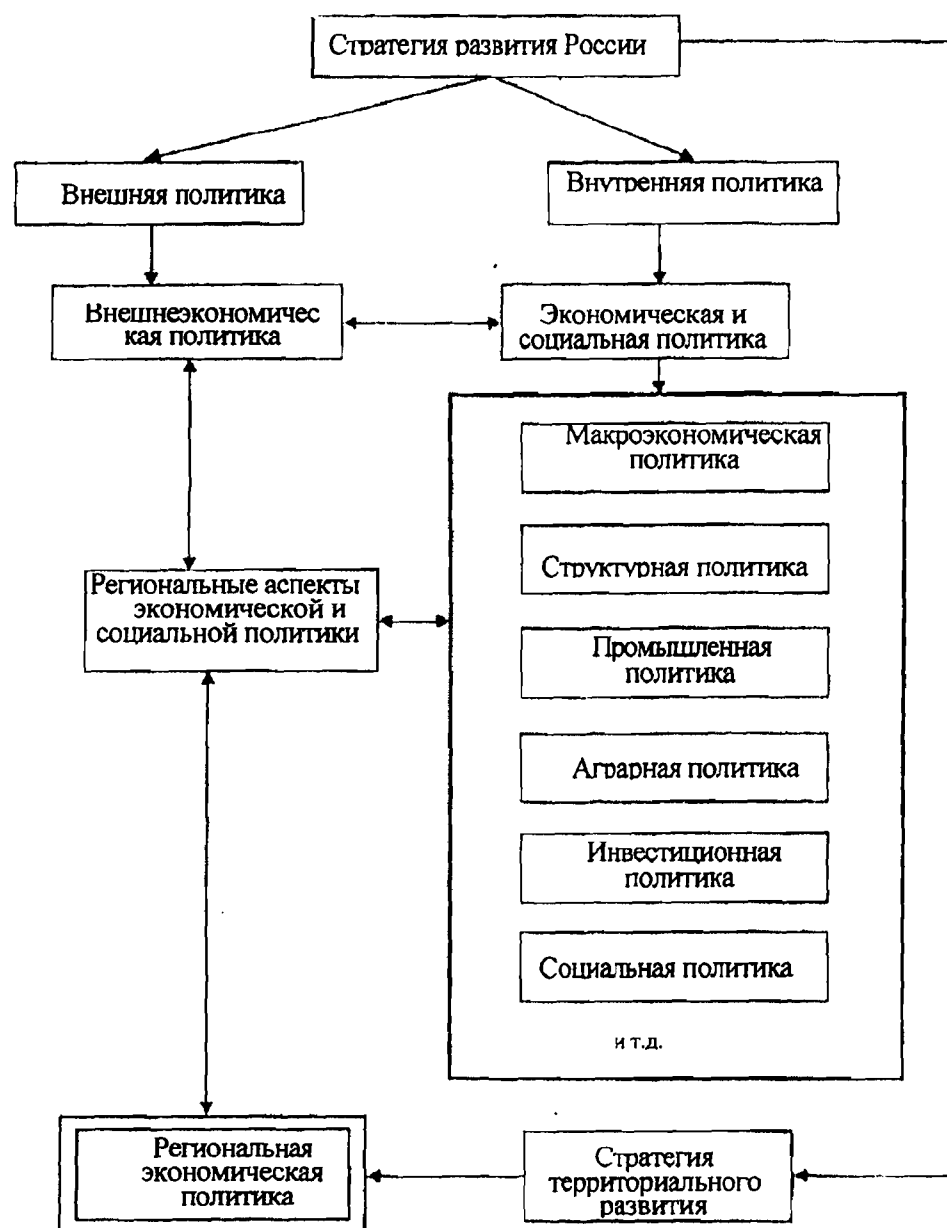 Стратегия развития России
Внешняя политика
Внутренняя политика
Внешнеэкономичес
кая политика
Экономическая и
социальная политика
Макроэкономическая
политика
Структурная политика
Региональные аспекты
экономической и
социальной политики
Промышленная
политика
Аграрная политика
Инвестиционная
политика
Социальная политика
и т.д.
Региональная
экономическая
политика
Стратегия
территориального
развития